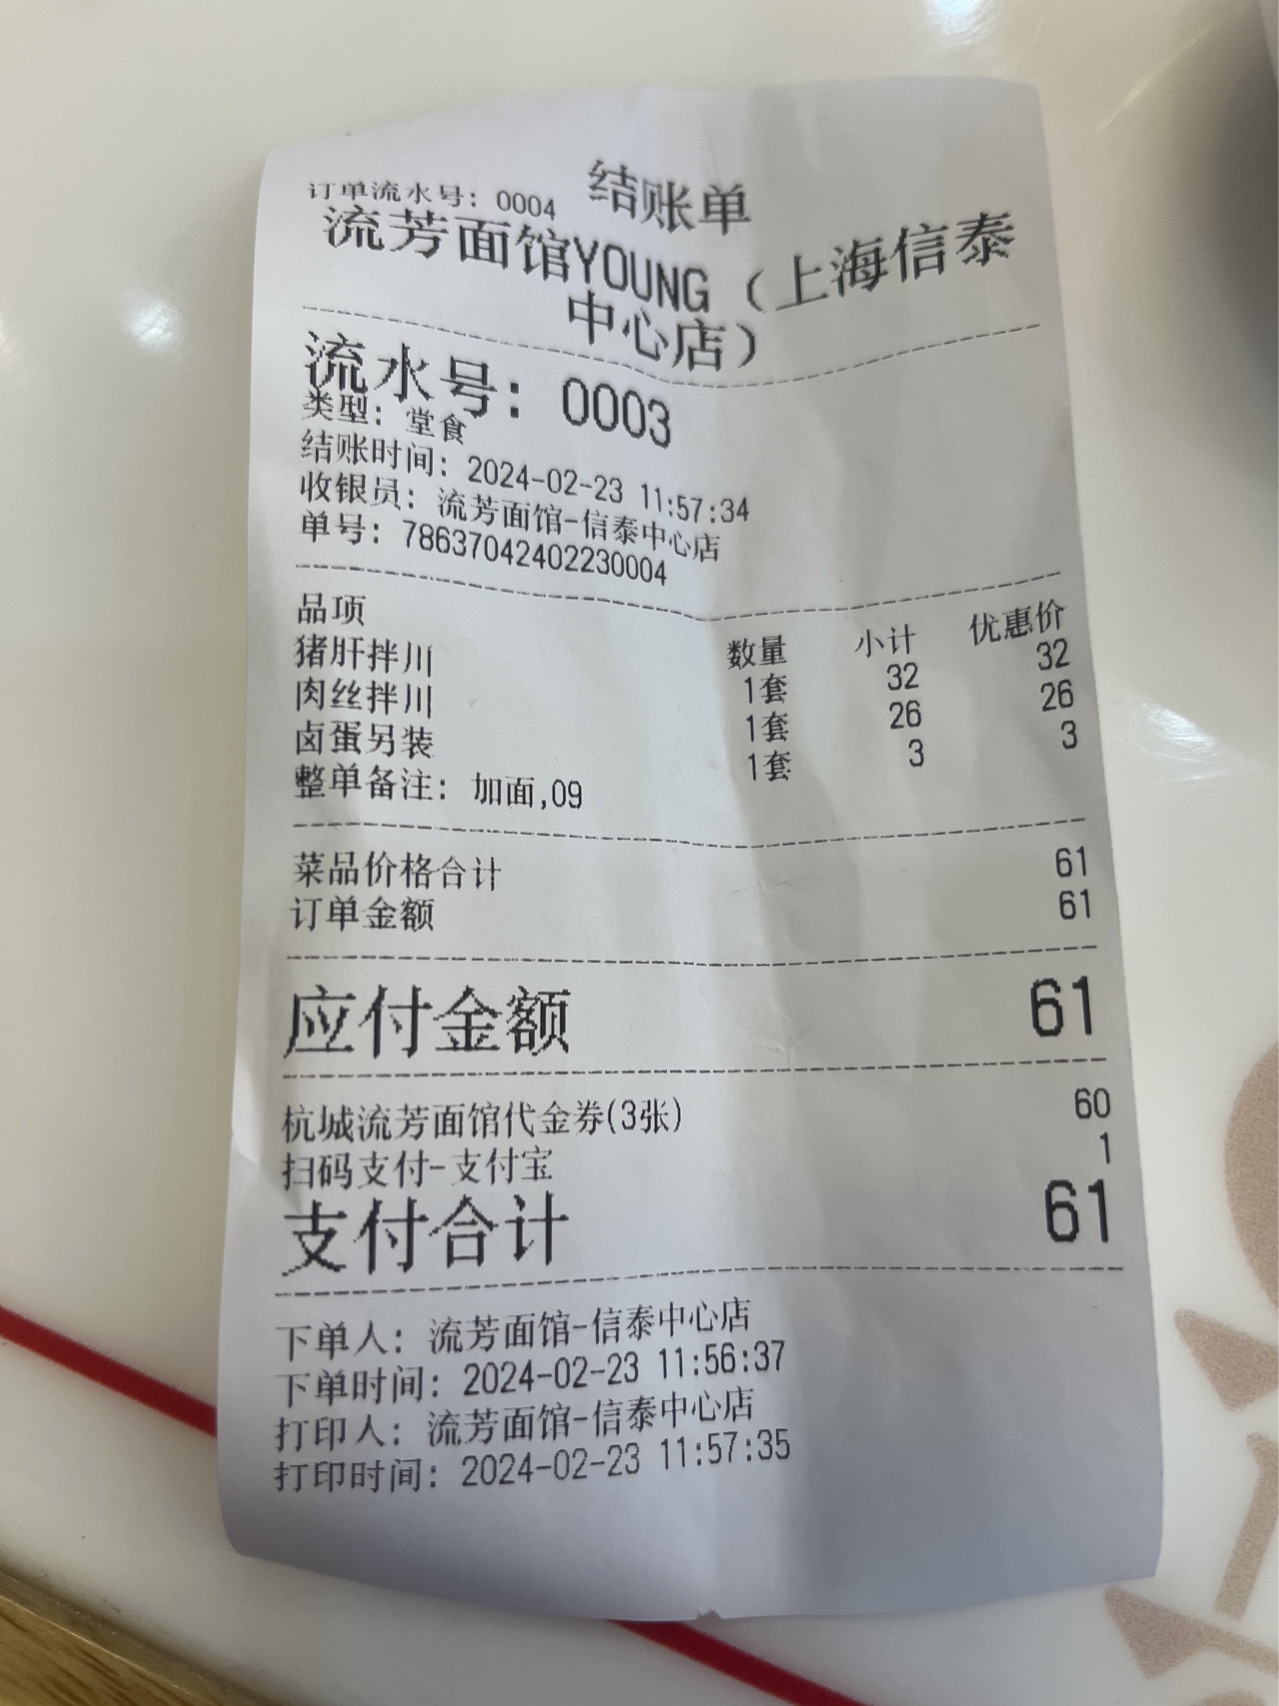 结账单
订单流水号: 0004
流芳面馆YOUNG（上海信泰
中心店）
流水号: 0003
类型: 堂食
结账时间: 2024-02-23 11:57:34
收银员: 流芳面馆-信泰中心店
单号: 78637042402230004
品项 数量 小计 优惠价
猪肝拌川 1套 32 32
肉丝拌川 1套 26 26
卤蛋另装 1套 3 3
整单备注: 加面,09
菜品价格合计 61
订单金额 61
应付金额 61
杭城流芳面馆代金券(3张) 60
扫码支付-支付宝 1
支付合计 61
下单人: 流芳面馆-信泰中心店
下单时间: 2024-02-23 11:56:37
打印人: 流芳面馆-信泰中心店
打印时间: 2024-02-23 11:57:35